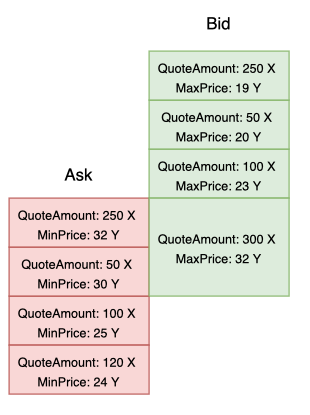 Bid
QuoteAmount: 250 X
MaxPrice: 19 Y
QuoteAmount: 50 X
MaxPrice: 20 Y
QuoteAmount: 100 X
MaxPrice: 23 Y
QuoteAmount: 300 X
MaxPrice: 32 Y
Ask
QuoteAmount: 250 X
MinPrice: 32 Y
QuoteAmount: 50 X
MinPrice: 30 Y
QuoteAmount: 100 X
MinPrice: 25 Y
QuoteAmount: 120 X
MinPrice: 24 Y